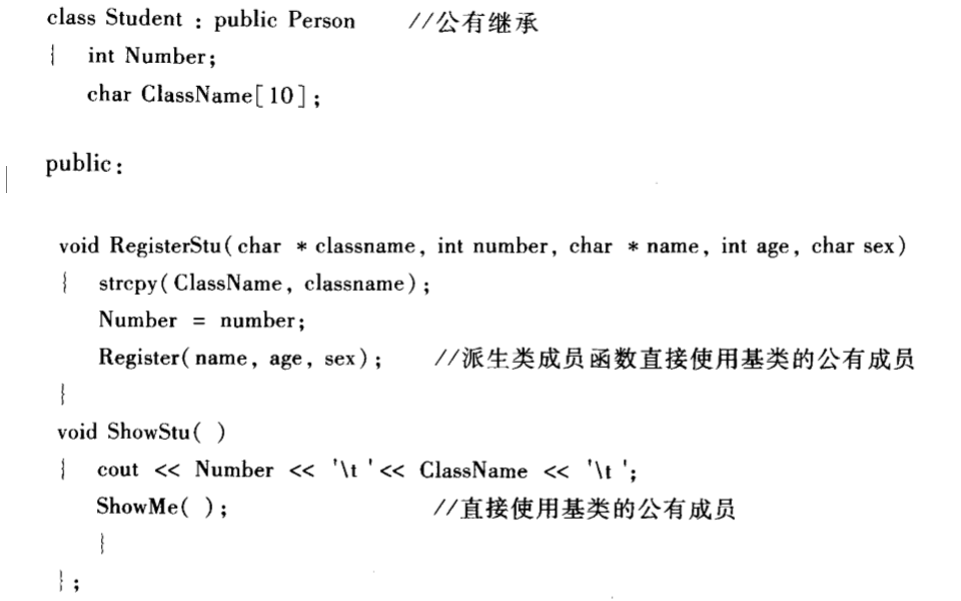 class Student : public Person //公有继承
{ int Number;
char ClassName[10];
public:
void RegisterStu(char * classname, int number, char * name, int age, char sex)
{ strcpy(ClassName, classname);
Number = number;
Register(name, age, sex); //派生类成员函数直接使用基类的公有成员
}
void ShowStu( )
{ cout << Number << '\t '<< ClassName << '\t ';
ShowMe( ); //直接使用基类的公有成员
}
};